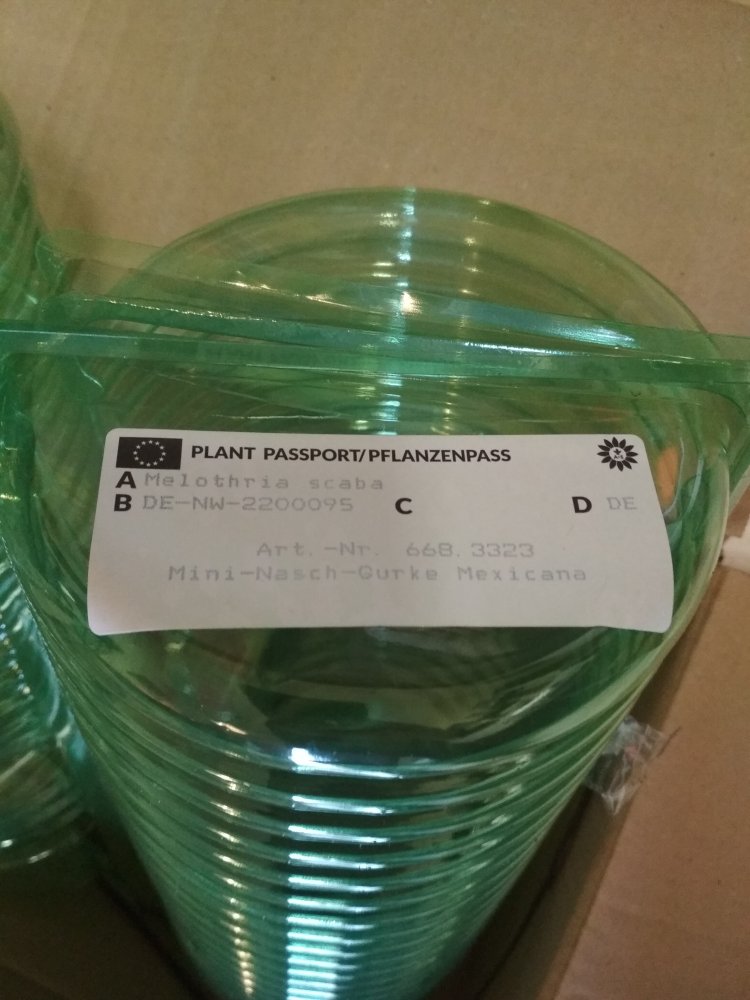 PLANT PASSPORT/PFLANZENPASS
A Melothria scaba
B DE-NW-2200095 C D DE
Art.-Nr. 668.3323
Mini-Nasch-Gurke Mexicana